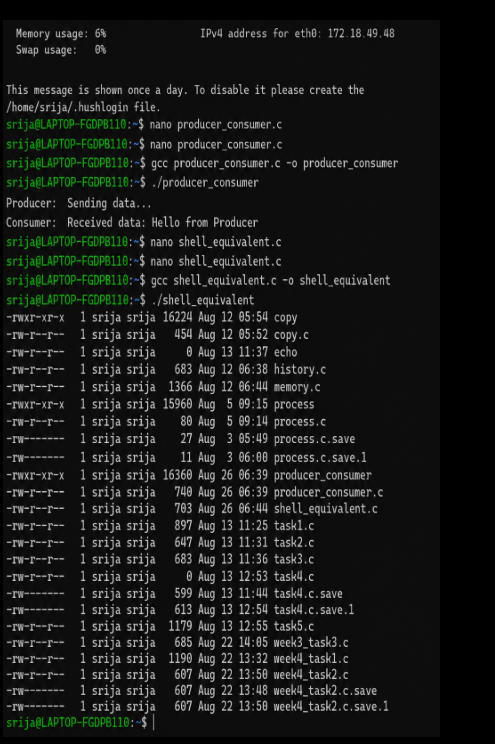 Memory usage: 6%                IPv4 address for eth0: 172.18.49.48
Swap usage:   0%
This message is shown once a day. To disable it please create the
/home/srija/.hushlogin file.
srija@LAPTOP-FGDPB110:~$ nano producer_consumer.c
srija@LAPTOP-FGDPB110:~$ nano producer_consumer.c
srija@LAPTOP-FGDPB110:~$ gcc producer_consumer.c -o producer_consumer
srija@LAPTOP-FGDPB110:~$ ./producer_consumer
Producer:  Sending data...
Consumer:  Received data: Hello from Producer
srija@LAPTOP-FGDPB110:~$ nano shell_equivalent.c
srija@LAPTOP-FGDPB110:~$ nano shell_equivalent.c
srija@LAPTOP-FGDPB110:~$ gcc shell_equivalent.c -o shell_equivalent
srija@LAPTOP-FGDPB110:~$ ./shell_equivalent
-rwxr-xr-x  1 srija srija 16224 Aug 12 05:54 copy
-rw-r--r--  1 srija srija   454 Aug 12 05:52 copy.c
-rw-r--r--  1 srija srija     0 Aug 13 11:37 echo
-rw-r--r--  1 srija srija   683 Aug 12 06:38 history.c
-rw-r--r--  1 srija srija  1366 Aug 12 06:44 memory.c
-rwxr-xr-x  1 srija srija 15960 Aug  5 09:15 process
-rw-r--r--  1 srija srija    80 Aug  5 09:14 process.c
-rw-------  1 srija srija    27 Aug  3 05:49 process.c.save
-rw-------  1 srija srija    11 Aug  3 06:00 process.c.save.1
-rwxr-xr-x  1 srija srija 16360 Aug 26 06:39 producer_consumer
-rw-r--r--  1 srija srija   740 Aug 26 06:39 producer_consumer.c
-rw-r--r--  1 srija srija   703 Aug 26 06:44 shell_equivalent.c
-rw-r--r--  1 srija srija   897 Aug 13 11:25 task1.c
-rw-r--r--  1 srija srija   647 Aug 13 11:31 task2.c
-rw-r--r--  1 srija srija   683 Aug 13 11:36 task3.c
-rw-r--r--  1 srija srija     0 Aug 13 12:53 task4.c
-rw-------  1 srija srija   599 Aug 13 11:44 task4.c.save
-rw-------  1 srija srija   613 Aug 13 12:54 task4.c.save.1
-rw-r--r--  1 srija srija  1179 Aug 13 12:55 task5.c
-rw-r--r--  1 srija srija   685 Aug 22 14:05 week3_task3.c
-rw-r--r--  1 srija srija  1190 Aug 22 13:32 week4_task1.c
-rw-r--r--  1 srija srija   607 Aug 22 13:50 week4_task2.c
-rw-------  1 srija srija   607 Aug 22 13:48 week4_task2.c.save
-rw-------  1 srija srija   607 Aug 22 13:50 week4_task2.c.save.1
srija@LAPTOP-FGDPB110:~$